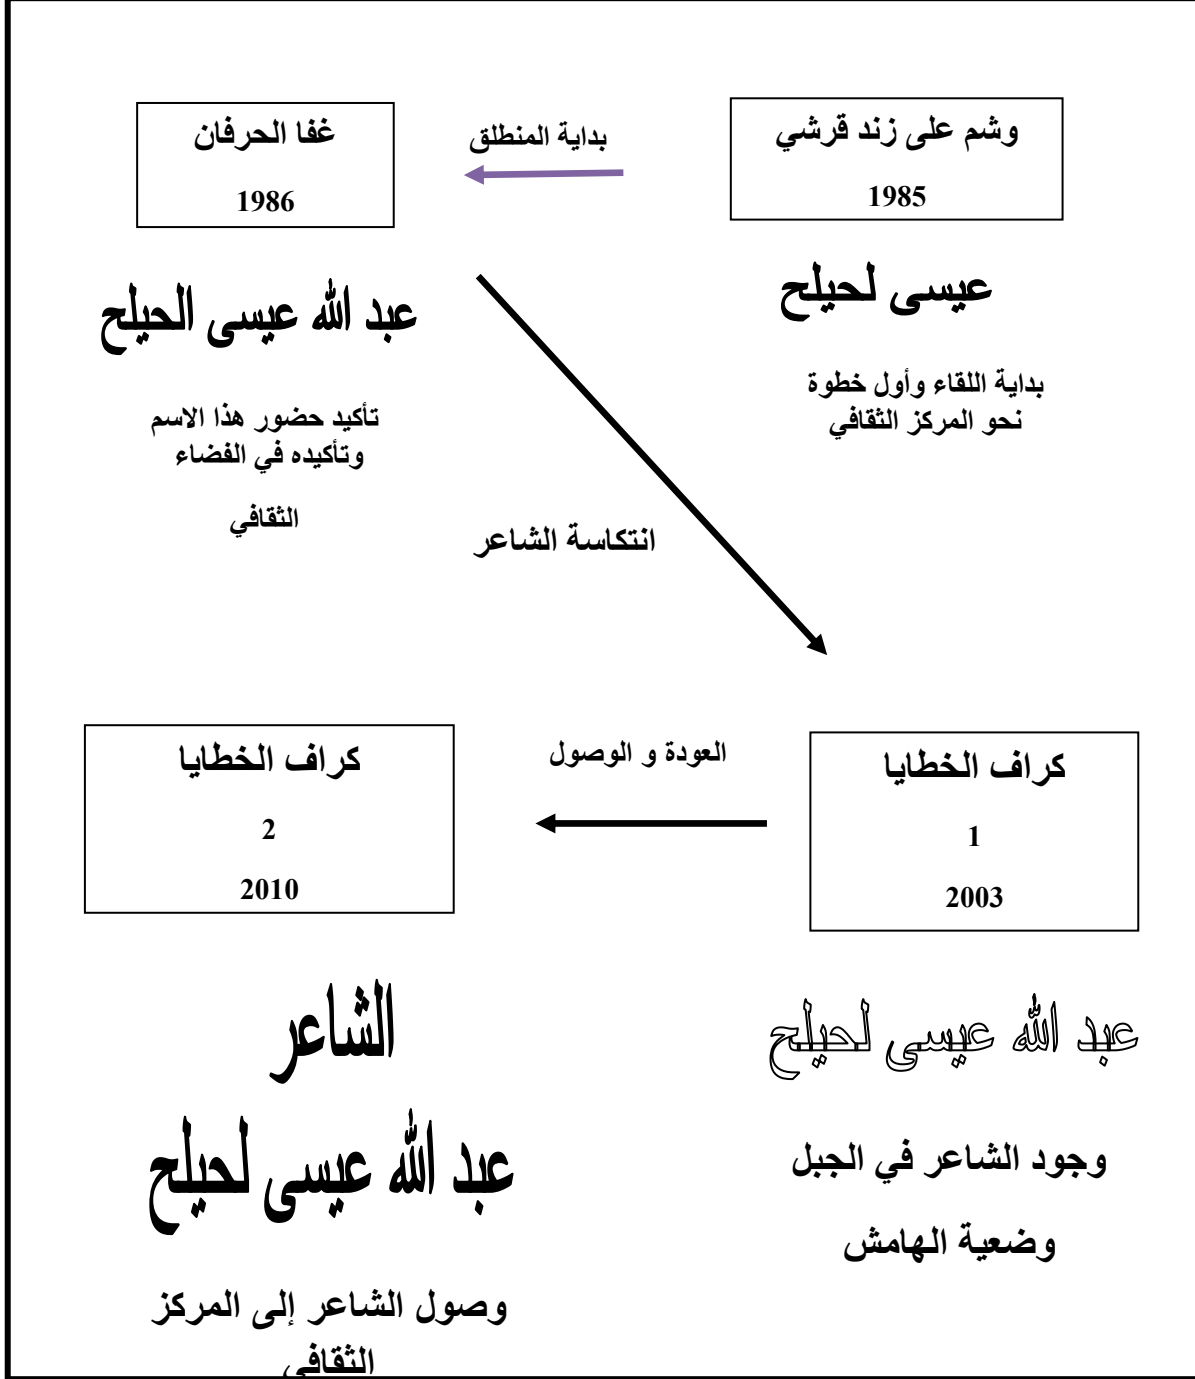 وشم على زند قرشي
1985
بداية المنطلق
غفا الحرفان
1986
عيسى لحيلح
بداية اللقاء وأول خطوة
نحو المركز الثقافي
عبد الله عيسى الحيلح
تأكيد حضور هذا الاسم
وتأكيده في الفضاء
الثقافي
انتكاسة الشاعر
كراف الخطايا
1
2003
العودة و الوصول
كراف الخطايا
2
2010
عبد الله عيسى لحيلح
وجود الشاعر في الجبل
وضعية الهامش
الشاعر
عبد الله عيسى لحيلح
وصول الشاعر إلى المركز
الثقافي